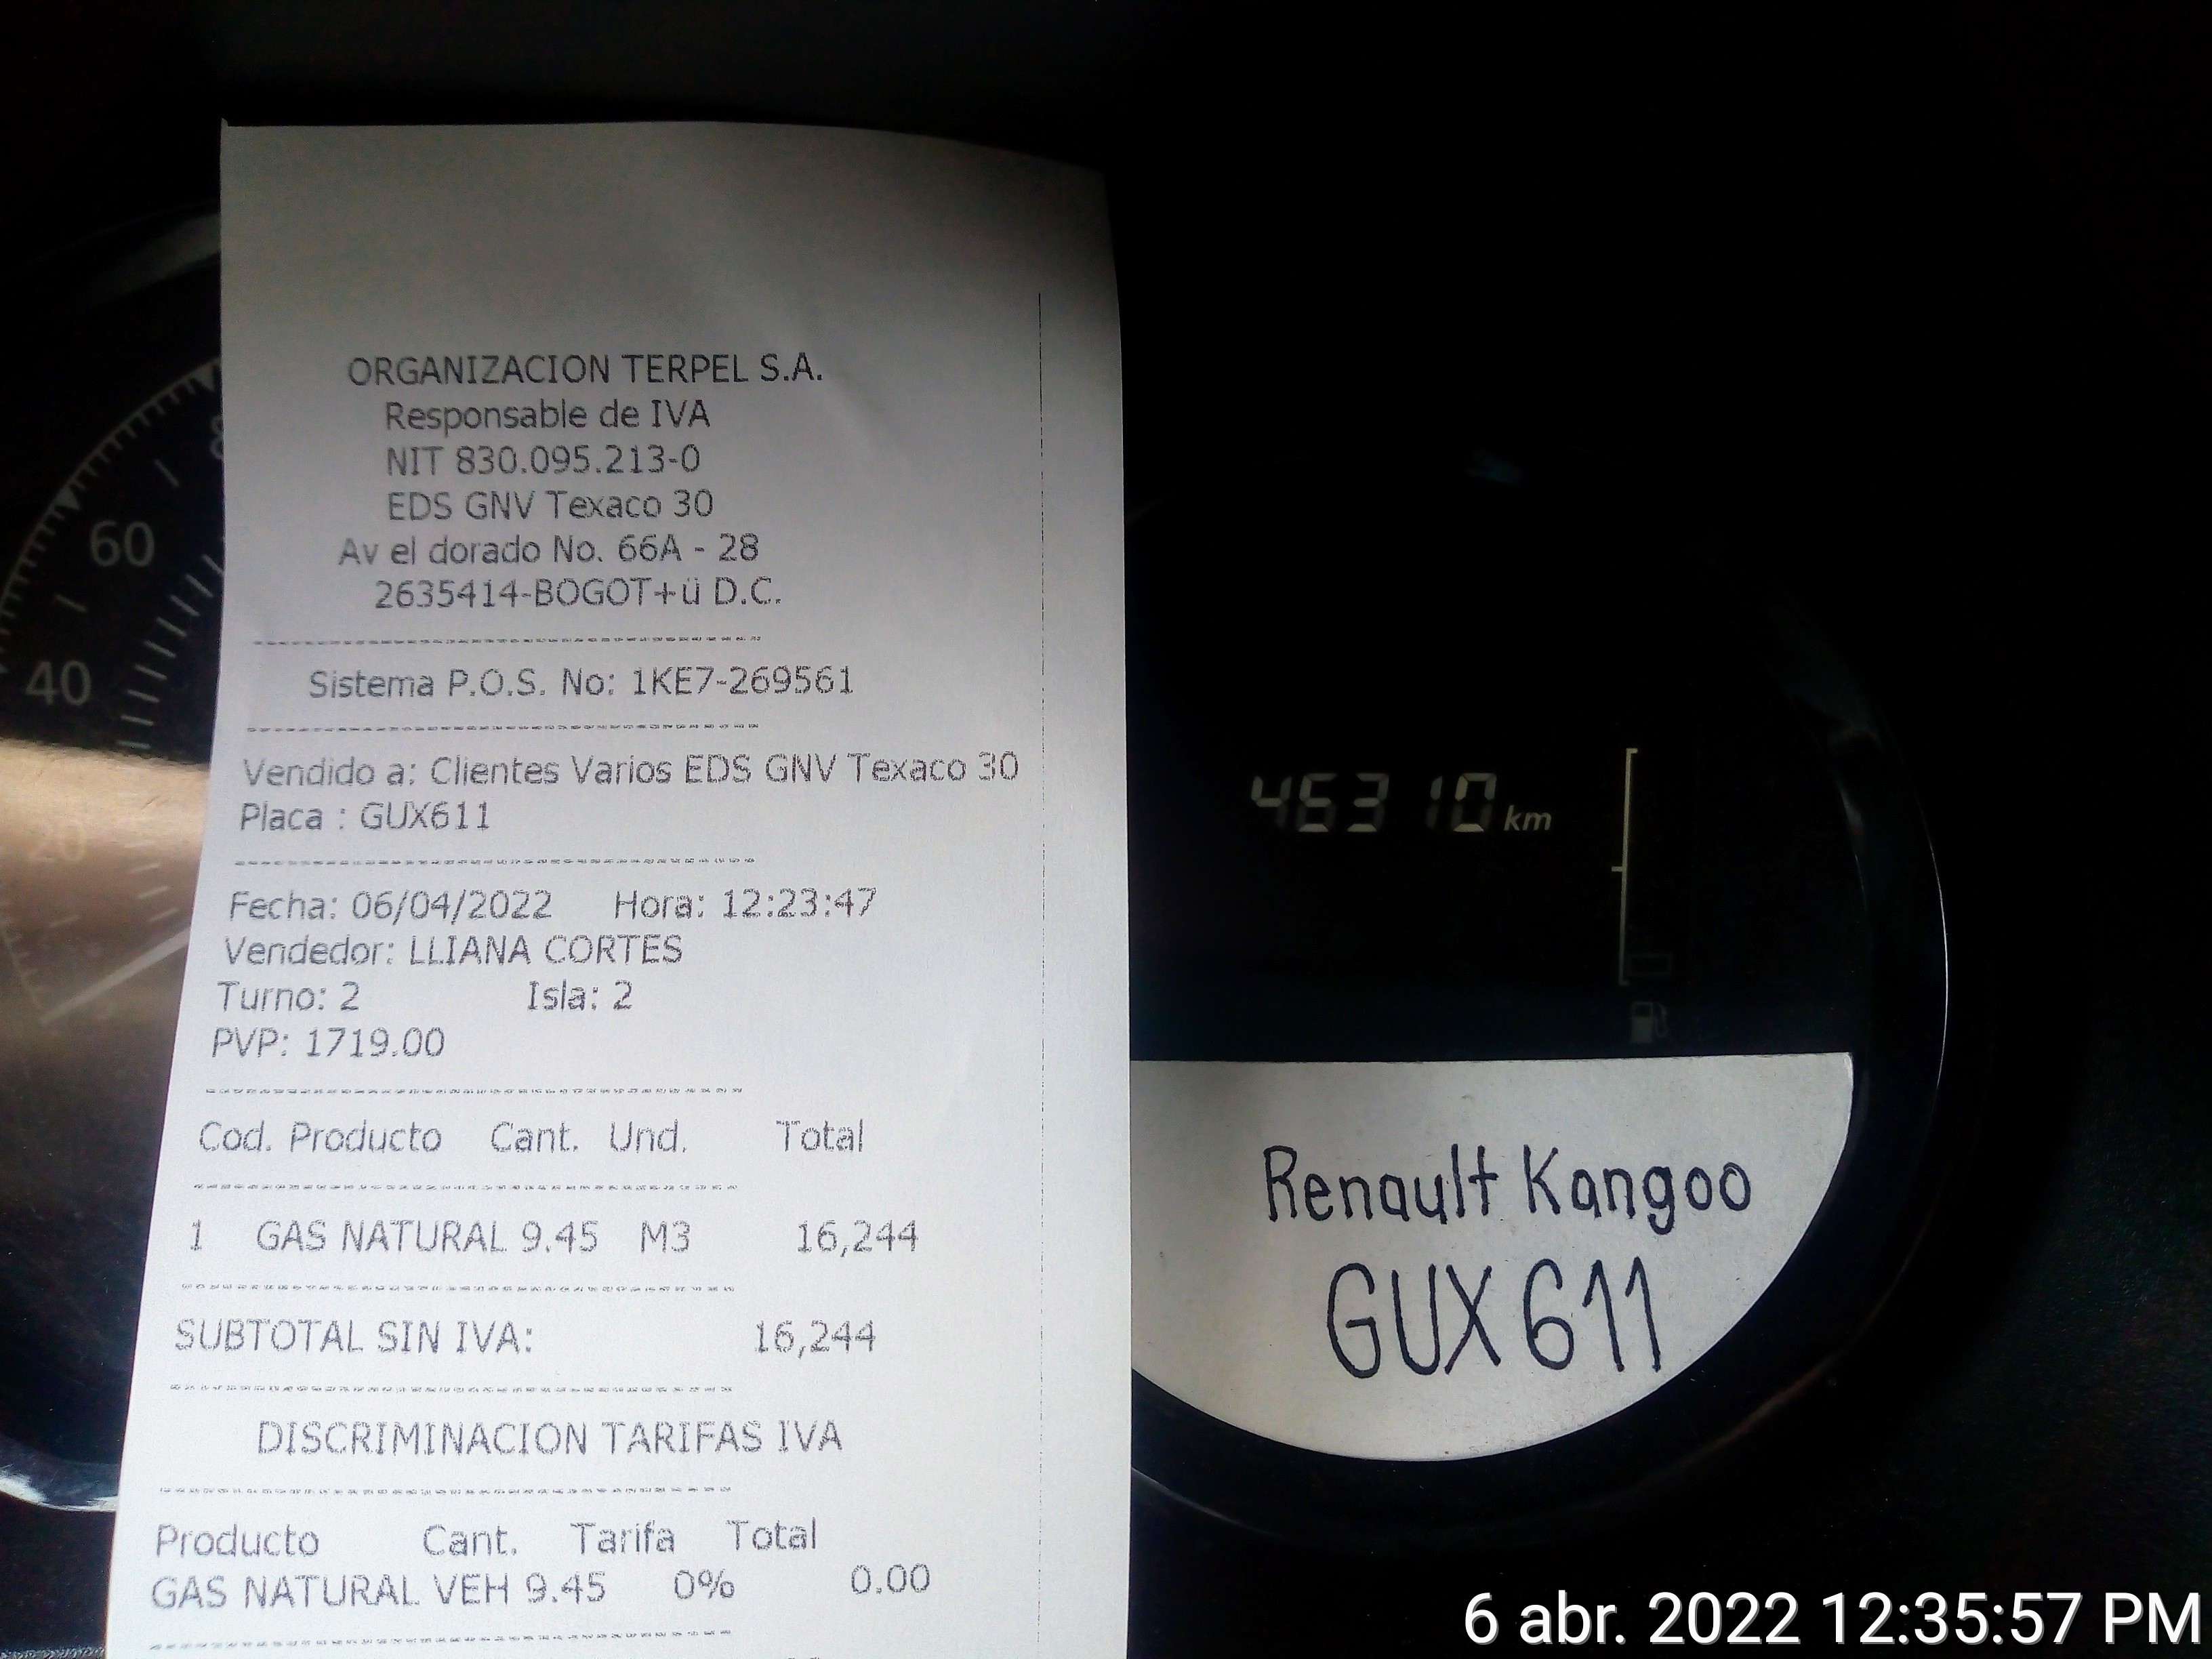 ORGANIZACION TERPEL S.A.
Responsable de IVA
NIT 830.095.213-0
EDS GNV Texaco 30
Av el dorado No. 66A - 28
2635414-BOGOT+ü D.C.
Sistema P.O.S. No: 1KE7-269561
Vendido a: Clientes Varios EDS GNV Texaco 30
Placa : GUX611
Fecha: 06/04/2022 Hora: 12:23:47
Vendedor: LLIANA CORTES
Turno: 2 Isla: 2
PVP: 1719.00
Cod. Producto Cant. Und. Total
1 GAS NATURAL 9.45 M3 16,244
SUBTOTAL SIN IVA: 16,244
DISCRIMINACION TARIFAS IVA
Producto Cant. Tarifa Total
GAS NATURAL VEH 9.45 0% 0.00
60
40
20
46310 km
Renault Kangoo
GUX611
6 abr. 2022 12:35:57 PM